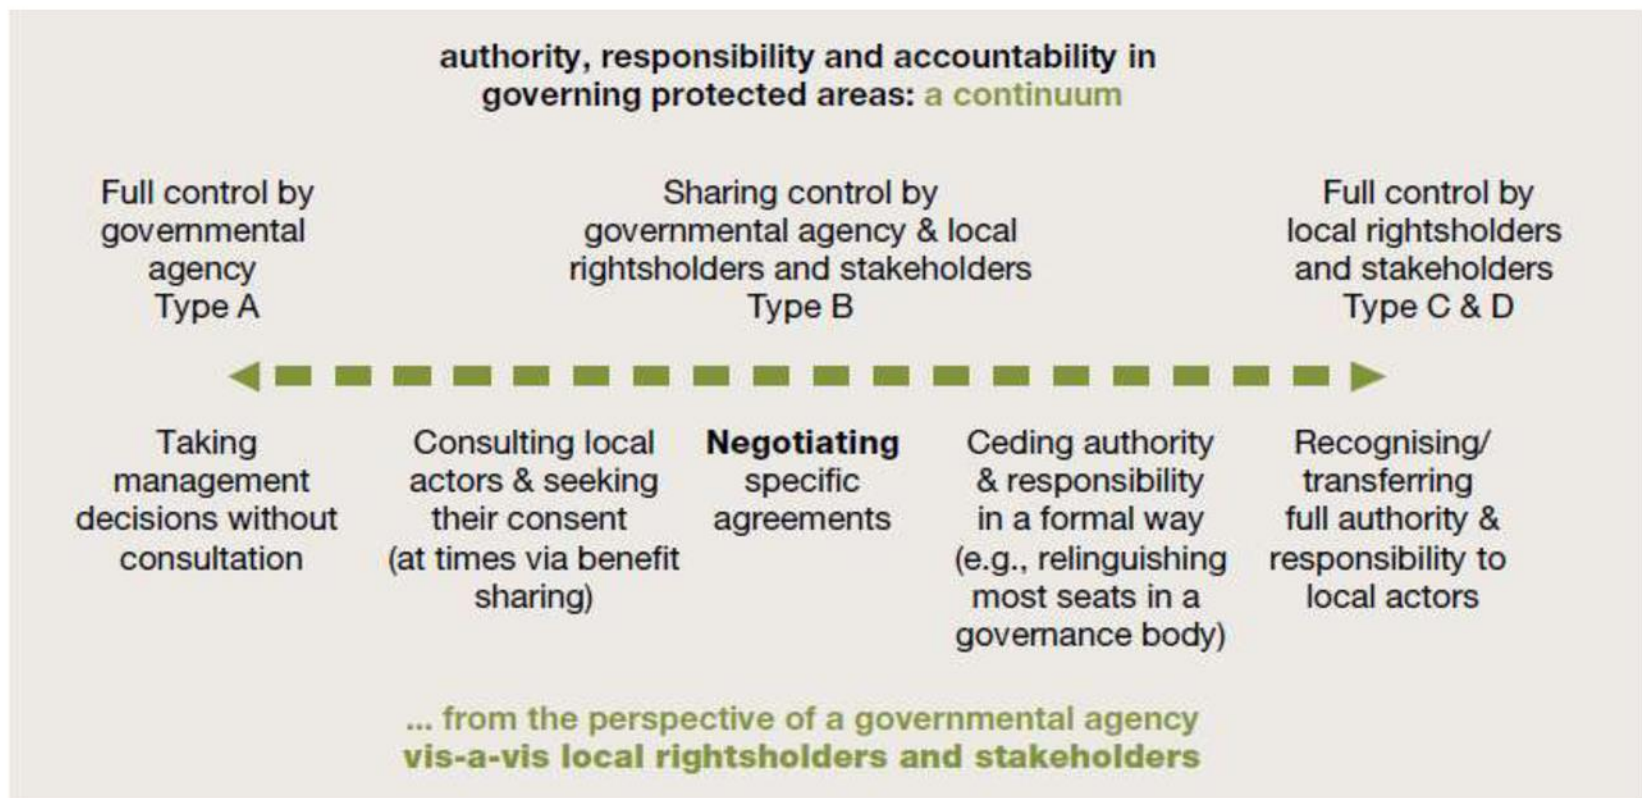 authority, responsibility and accountability in
governing protected areas: a continuum
Full control by
governmental
agency
Type A
Sharing control by
governmental agency & local
rightsholders and stakeholders
Type B
Full control by
local rightsholders
and stakeholders
Type C & D
Taking
management
decisions without
consultation
Consulting local
actors & seeking
their consent
(at times via benefit
sharing)
Negotiating
specific
agreements
Ceding authority
& responsibility
in a formal way
(e.g., relinguishing
most seats in a
governance body)
Recognising/
transferring
full authority &
responsibility to
local actors
... from the perspective of a governmental agency
vis-a-vis local rightsholders and stakeholders